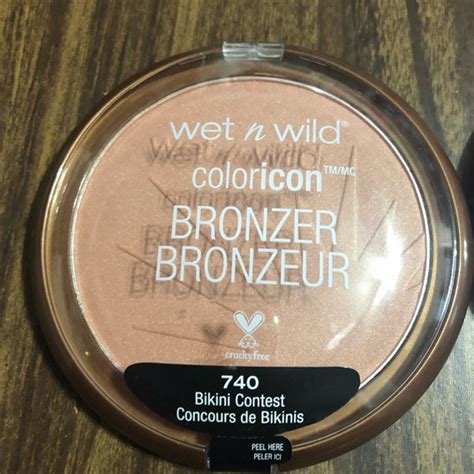 wet n wild®
coloricon™/MC
BRONZER
BRONZEUR
crueltyfree
740
Bikini Contest
Concours de Bikinis
PEEL HERE
PELER ICI